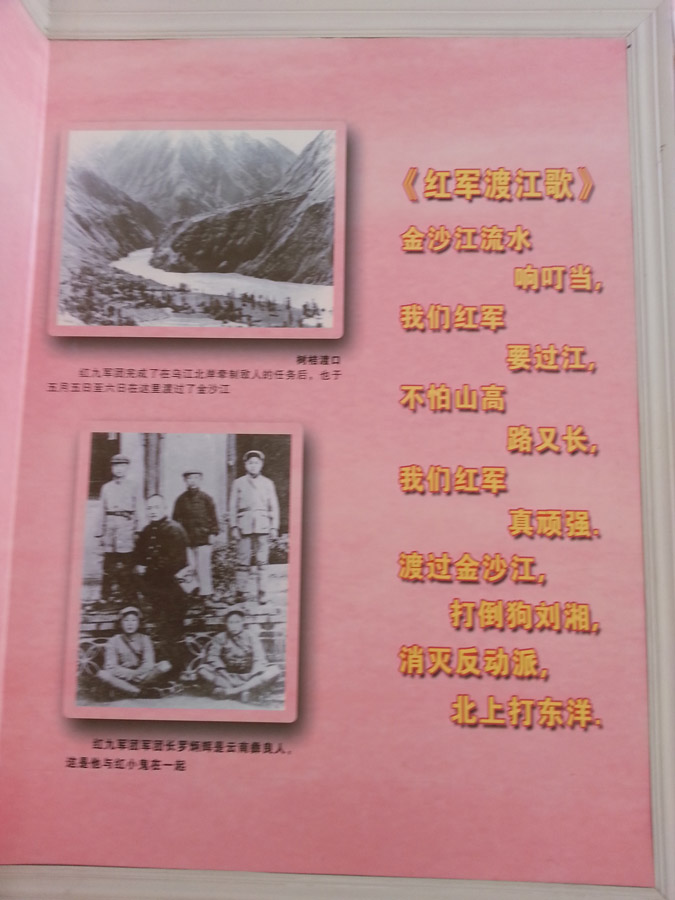 树桔渡口
红九军团完成了在乌江北岸牵制敌人的任务后，也于
五月五日至六日在这里渡过了金沙江
红九军团军团长罗炳辉是云南彝良人，
这是他与红小鬼在一起
《红军渡江歌》
金沙江流水
响叮当，
我们红军
要过江，
不怕山高
路又长，
我们红军
真顽强．
渡过金沙江，
打倒狗刘湘，
消灭反动派，
北上打东洋．